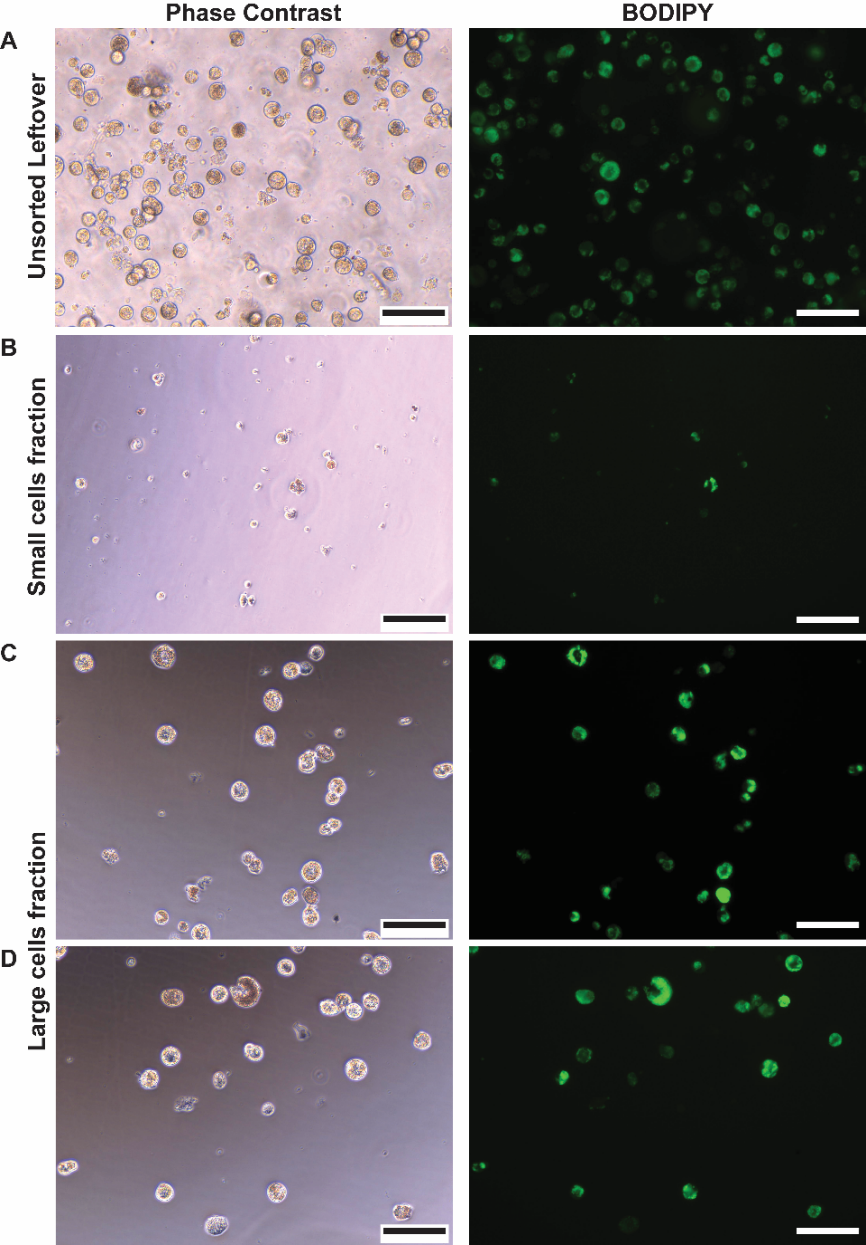 Phase Contrast
BODIPY
A
Unsorted Leftover
B
Small cells fraction
C
Large cells fraction
D